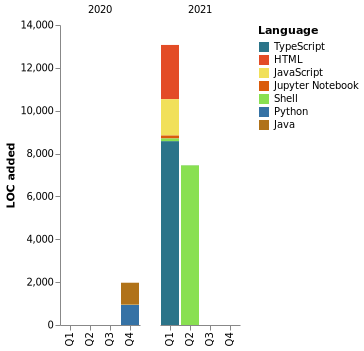 2020 2021
Language
TypeScript
HTML
JavaScript
Jupyter Notebook
Shell
Python
Java
LOC added
14,000
12,000
10,000
8,000
6,000
4,000
2,000
0
Q1 Q2 Q3 Q4 Q1 Q2 Q3 Q4